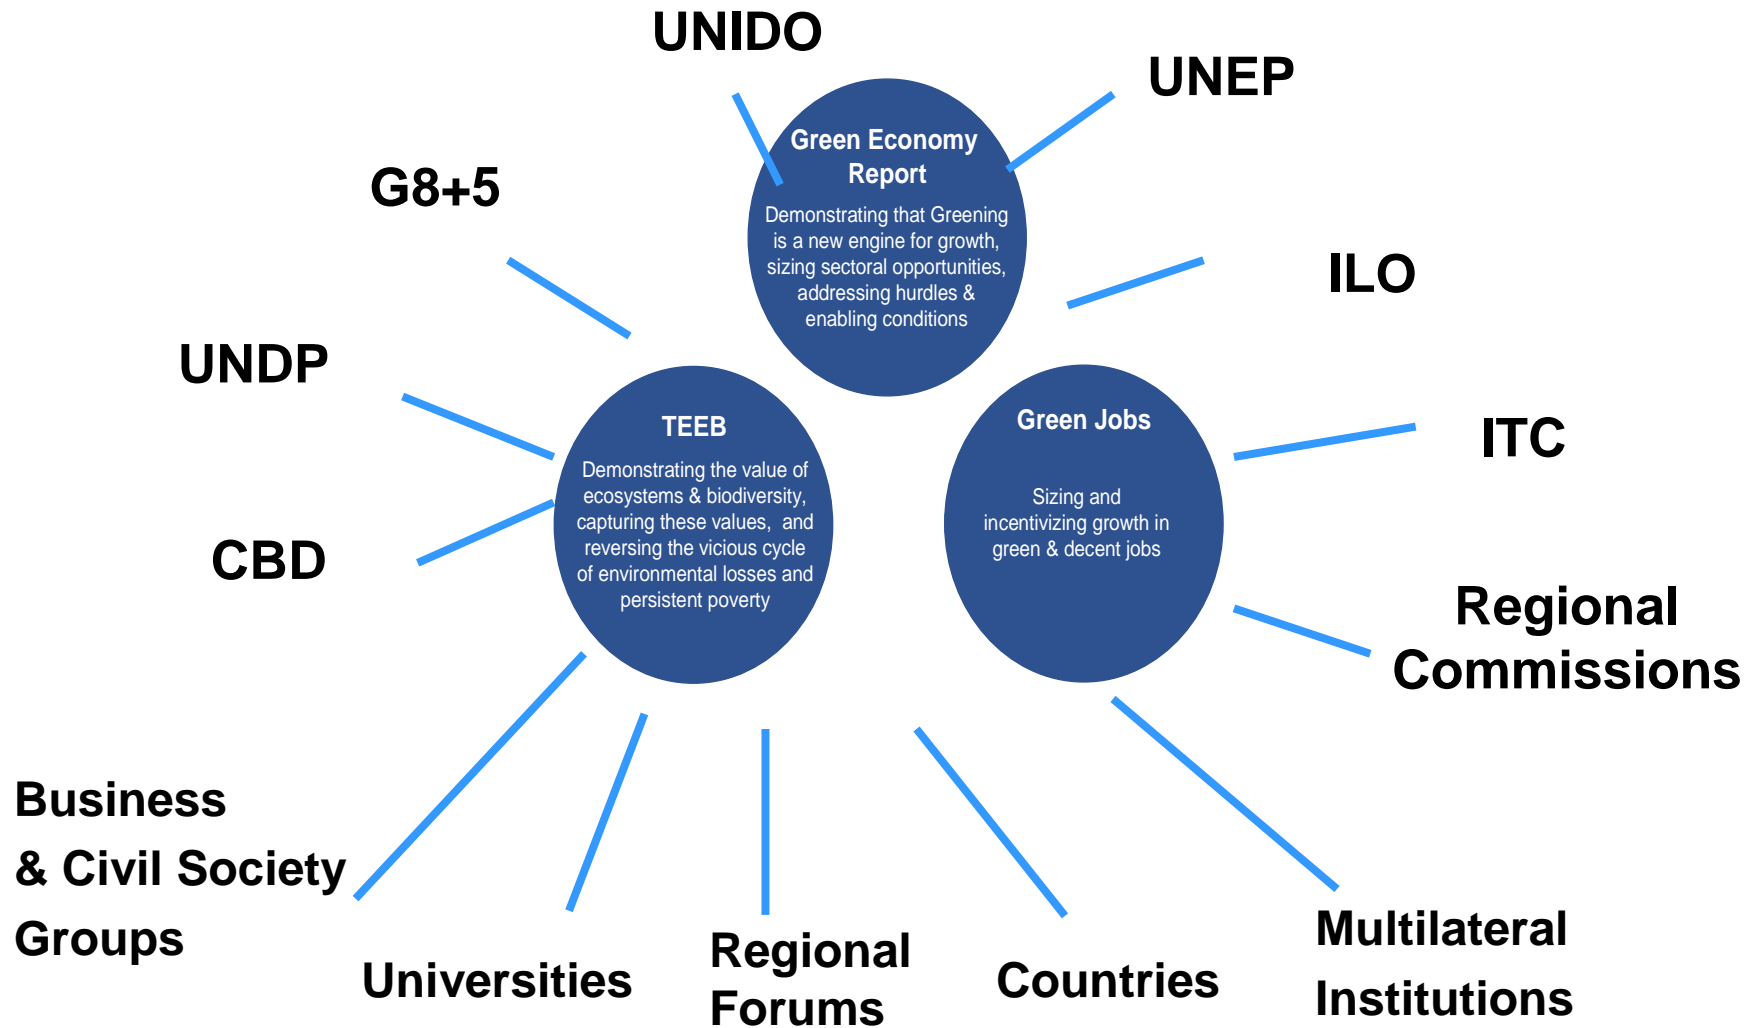 UNIDO
UNEP
Green Economy
Report
Demonstrating that Greening
is a new engine for growth,
sizing sectoral opportunities,
addressing hurdles &
enabling conditions
G8+5
ILO
UNDP
TEEB
Demonstrating the value of
ecosystems & biodiversity,
capturing these values, and
reversing the vicious cycle
of environmental losses and
persistent poverty
Green Jobs
Sizing and
incentivizing growth in
green & decent jobs
ITC
CBD
Regional
Commissions
Business
& Civil Society
Groups
Universities
Regional
Forums
Countries
Multilateral
Institutions